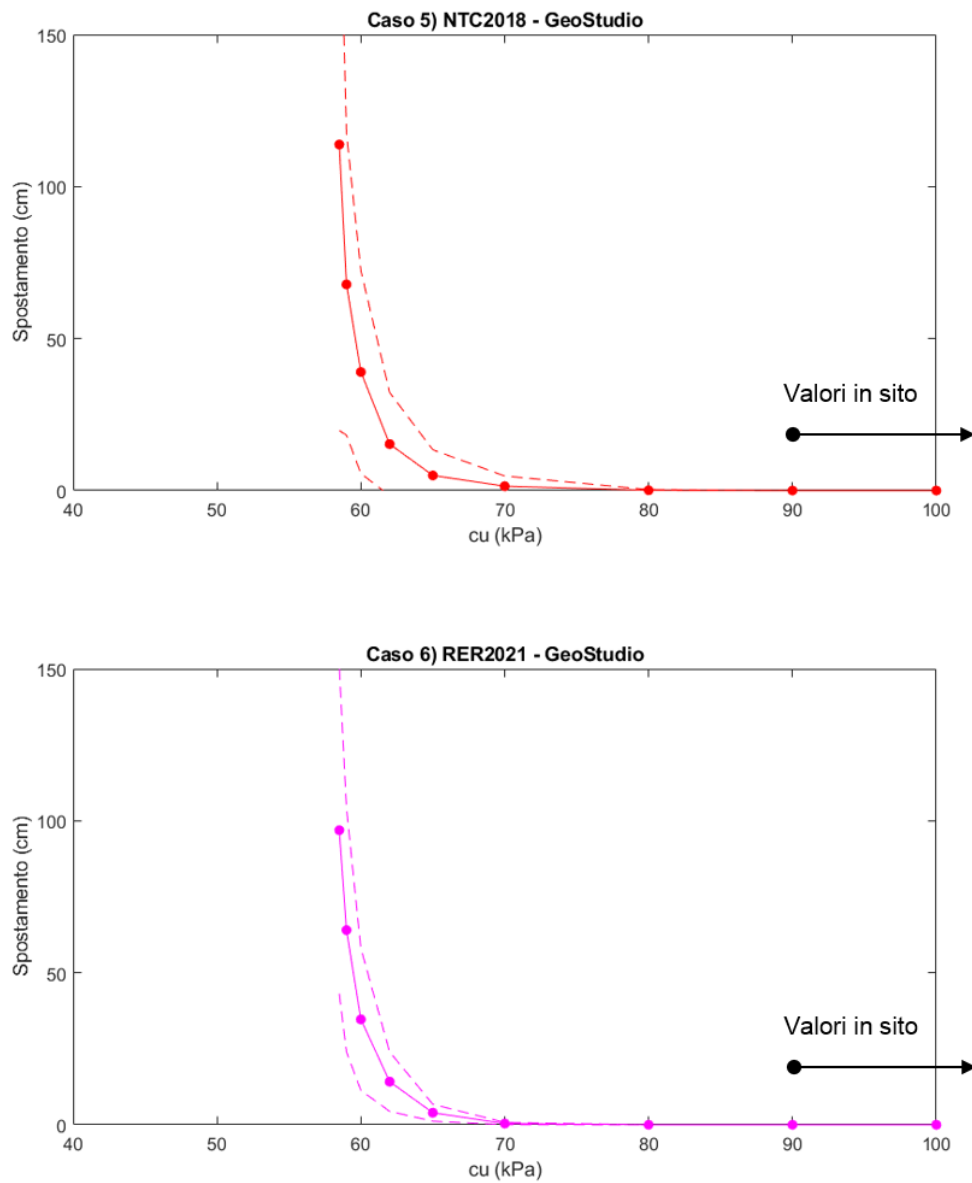 Caso 5) NTC2018 - GeoStudio
150
100
50
0
Spostamento (cm)
Valori in sito
40 50 60 70 80 90 100
cu (kPa)
Caso 6) RER2021 - GeoStudio
150
100
50
0
Spostamento (cm)
Valori in sito
40 50 60 70 80 90 100
cu (kPa)